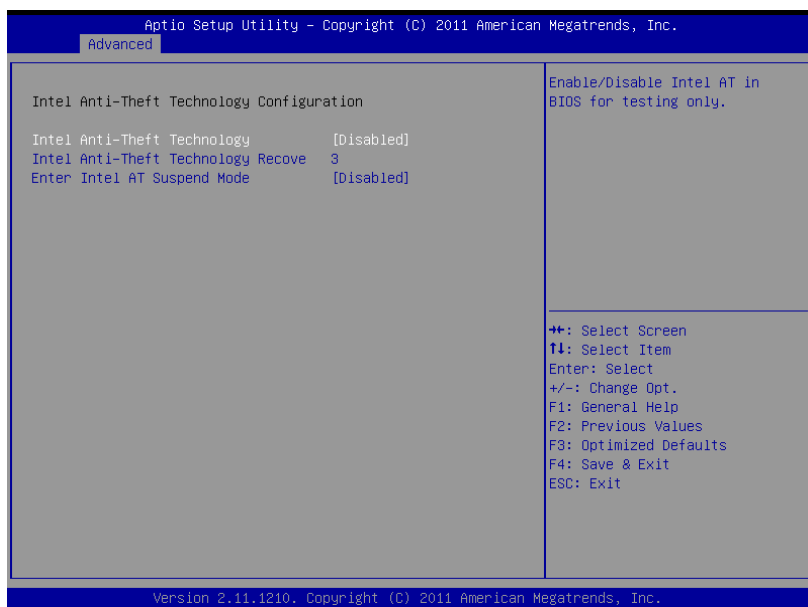 Aptio Setup Utility – Copyright (C) 2011 American Megatrends, Inc.
Advanced
Intel Anti-Theft Technology Configuration
Intel Anti-Theft Technology [Disabled]
Intel Anti-Theft Technology Recove 3
Enter Intel AT Suspend Mode [Disabled]
Enable/Disable Intel AT in
BIOS for testing only.
→←: Select Screen
↑↓: Select Item
Enter: Select
+/-: Change Opt.
F1: General Help
F2: Previous Values
F3: Optimized Defaults
F4: Save & Exit
ESC: Exit
Version 2.11.1210. Copyright (C) 2011 American Megatrends, Inc.